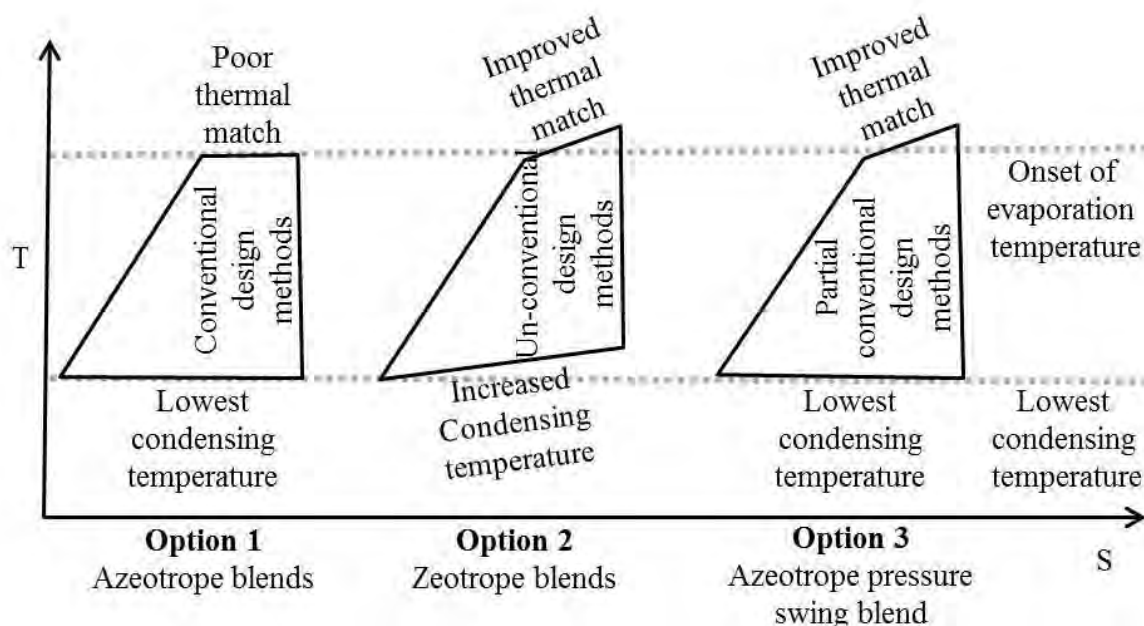 Poor
thermal
match
Improved
thermal
match
Improved
thermal
match
T
Conventional
design
methods
Un-conventional
design
methods
Partial
conventional
design
methods
Onset of
evaporation
temperature
Lowest
condensing
temperature
Increased
Condensing
temperature
Lowest
condensing
temperature
Lowest
condensing
temperature
S
Option 1
Azeotrope blends
Option 2
Zeotrope blends
Option 3
Azeotrope pressure
swing blend